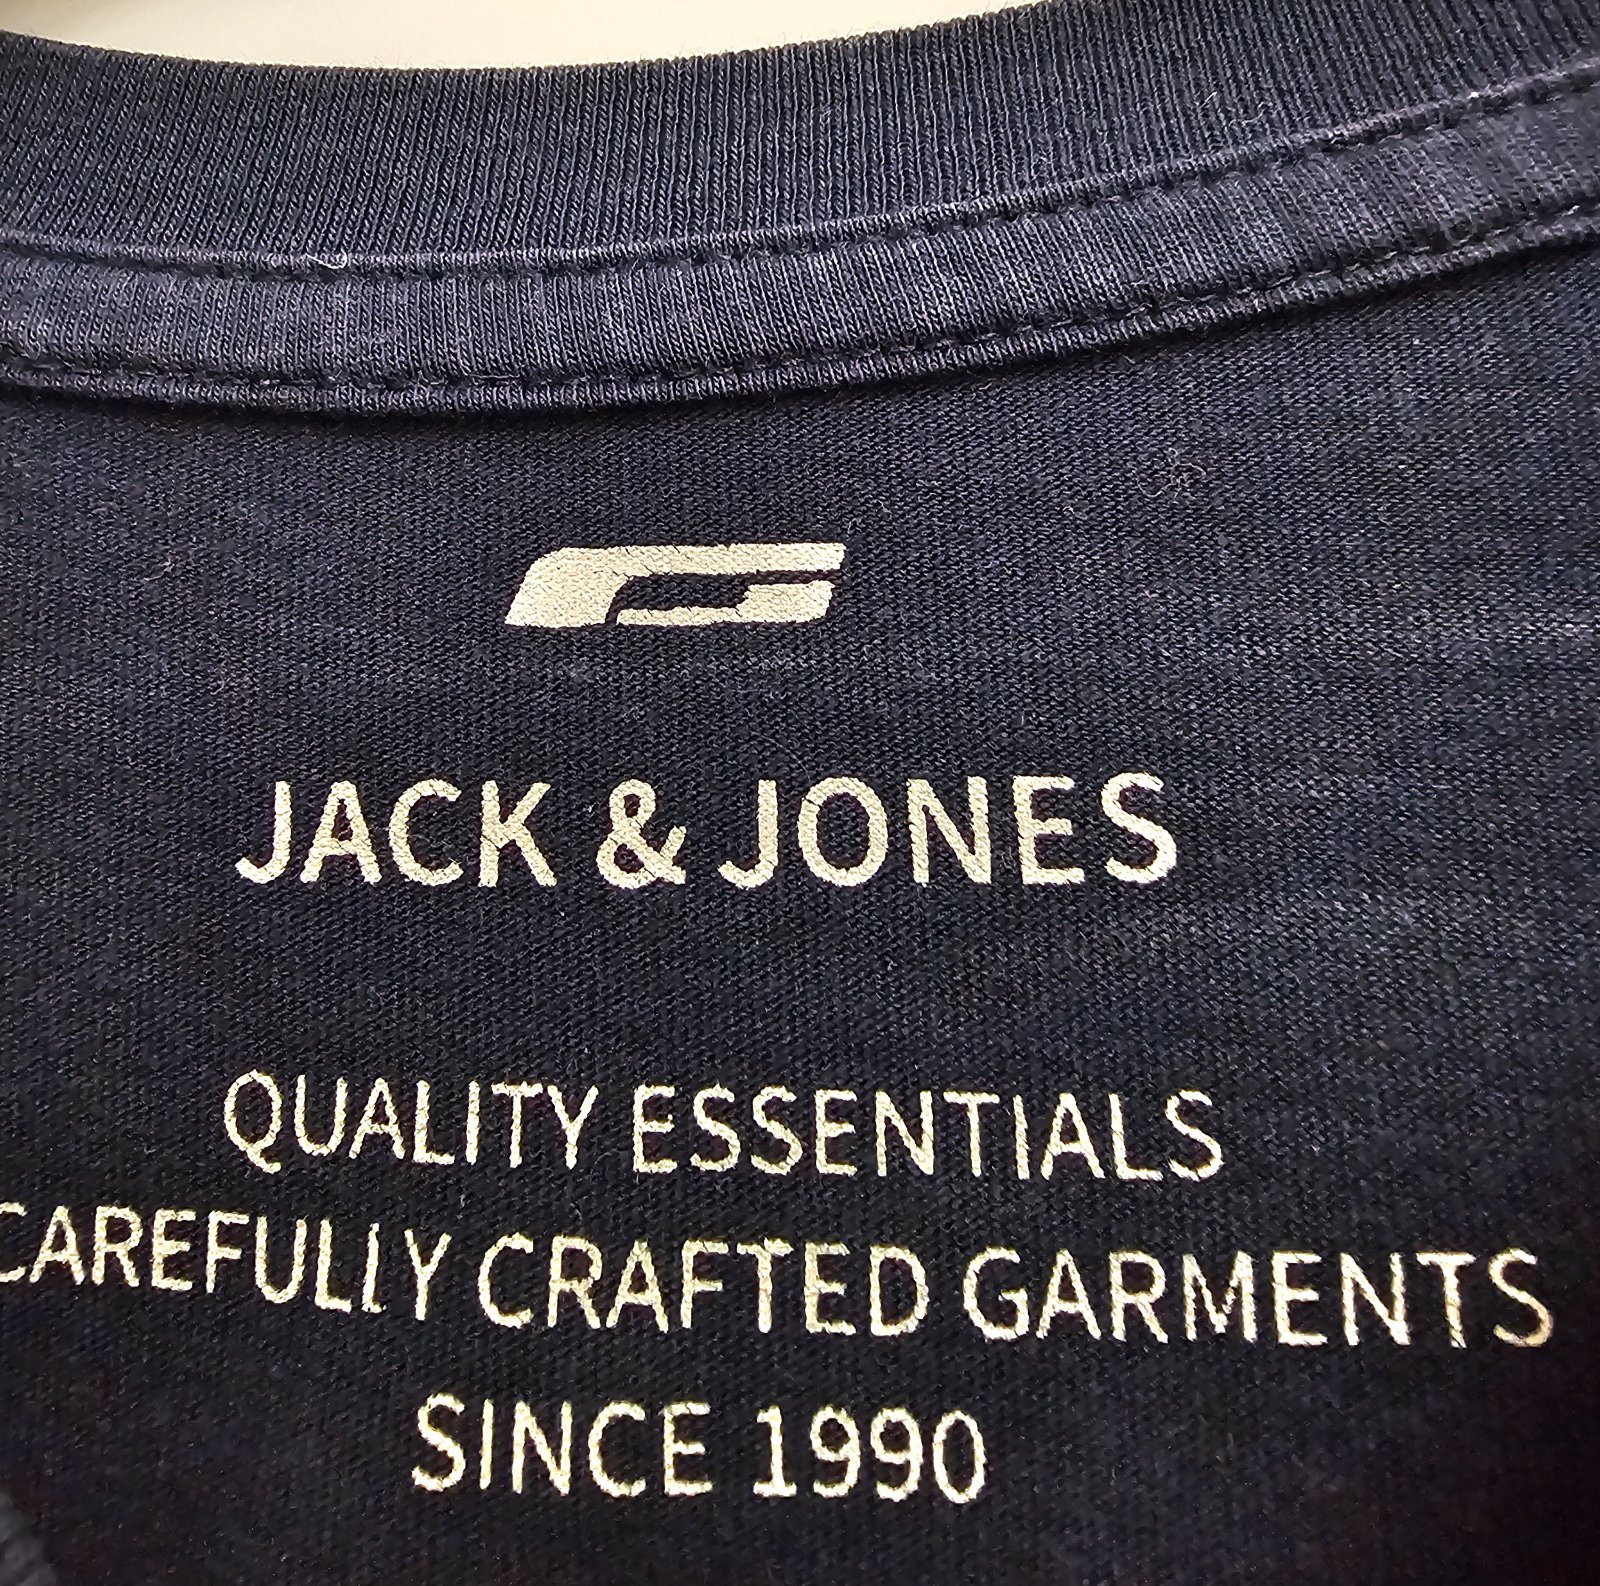 JACK & JONES
QUALITY ESSENTIALS
CAREFULLY CRAFTED GARMENTS
SINCE 1990